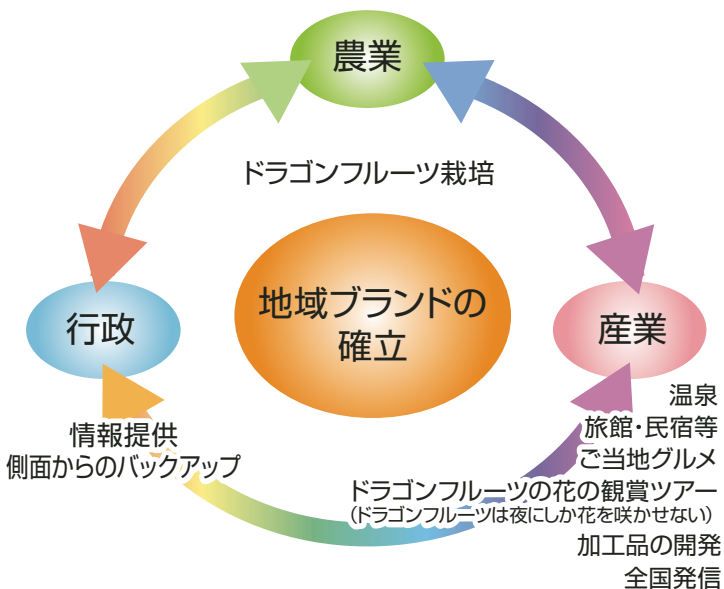 農業
ドラゴンフルーツ栽培
地域ブランドの
確立
行政
産業
情報提供
側面からのバックアップ
温泉
旅館・民宿等
ご当地グルメ
ドラゴンフルーツの花の観賞ツアー
(ドラゴンフルーツは夜にしか花を咲かせない)
加工品の開発
全国発信